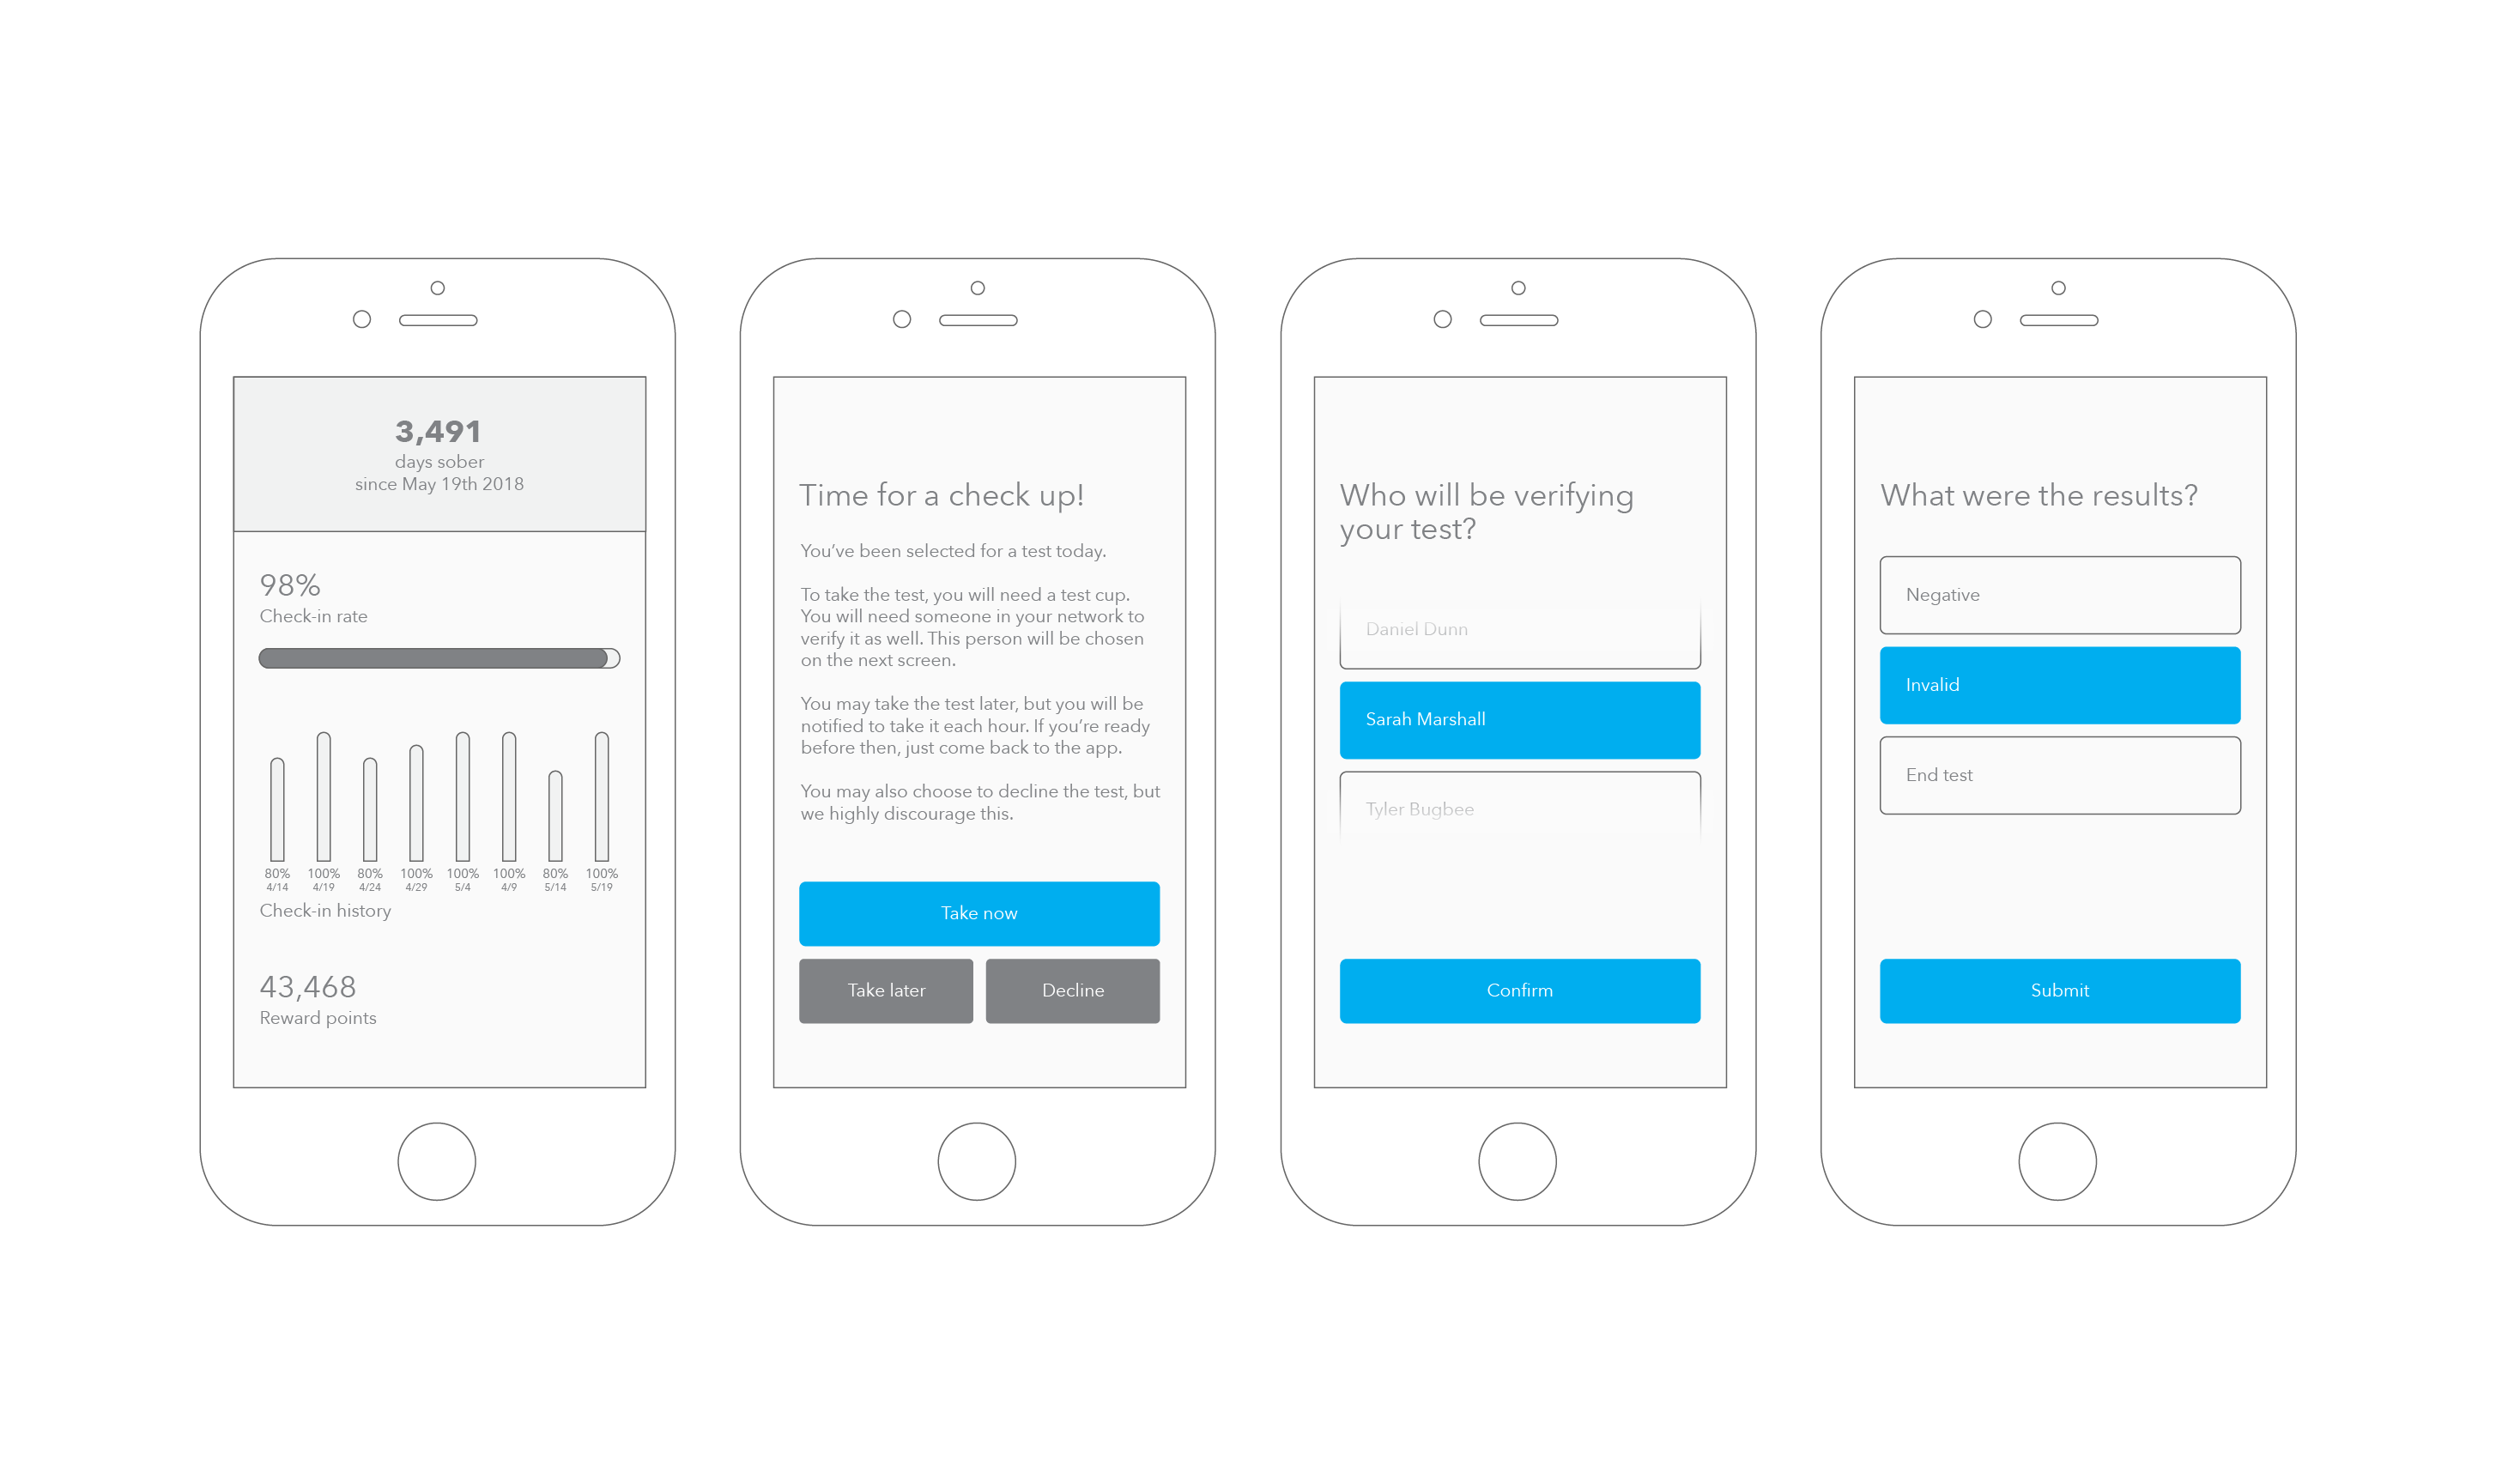 3,491
days sober
since May 19th 2018
98%
Check-in rate
80% 100% 80% 100% 100% 100% 80% 100%
4/14 4/19 4/24 4/29 5/4 4/9 5/14 5/19
Check-in history
43,468
Reward points
Time for a check up!
You’ve been selected for a test today.
To take the test, you will need a test cup.
You will need someone in your network to
verify it as well. This person will be chosen
on the next screen.
You may take the test later, but you will be
notified to take it each hour. If you’re ready
before then, just come back to the app.
You may also choose to decline the test, but
we highly discourage this.
Take now
Take later Decline
Who will be verifying
your test?
Daniel Dunn
Sarah Marshall
Tyler Bugbee
Confirm
What were the results?
Negative
Invalid
End test
Submit